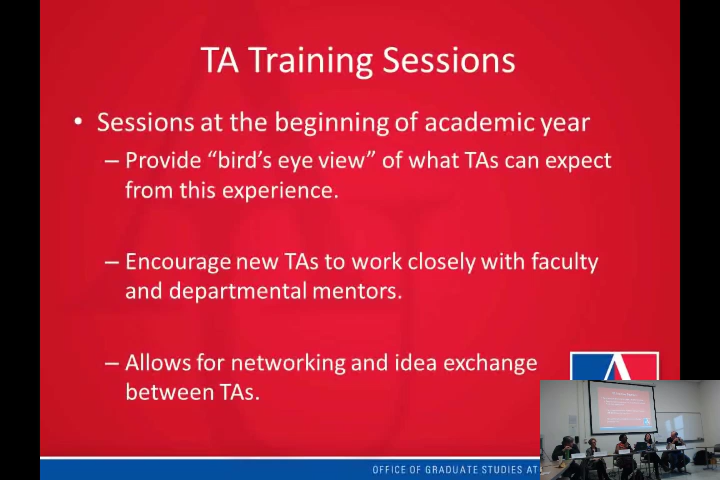 TA Training Sessions
• Sessions at the beginning of academic year
– Provide “bird’s eye view” of what TAs can expect
from this experience.
– Encourage new TAs to work closely with faculty
and departmental mentors.
– Allows for networking and idea exchange
between TAs.
OFFICE OF GRADUATE STUDIES AT